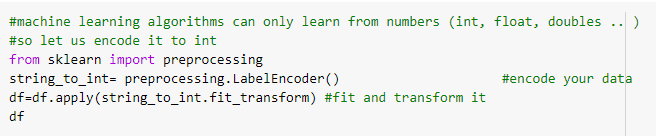 #machine learning algorithms can only learn from numbers (int, float, doubles .. )
#so let us encode it to int
from sklearn import preprocessing
string_to_int= preprocessing.LabelEncoder()                     #encode your data
df=df.apply(string_to_int.fit_transform) #fit and transform it
df